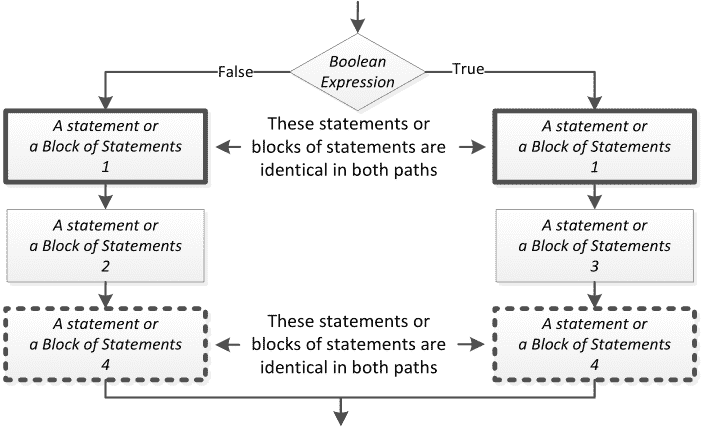 Boolean
Expression
False
True
A statement or
a Block of Statements
1
These statements or
blocks of statements are
identical in both paths
A statement or
a Block of Statements
1
A statement or
a Block of Statements
2
A statement or
a Block of Statements
3
A statement or
a Block of Statements
4
These statements or
blocks of statements are
identical in both paths
A statement or
a Block of Statements
4